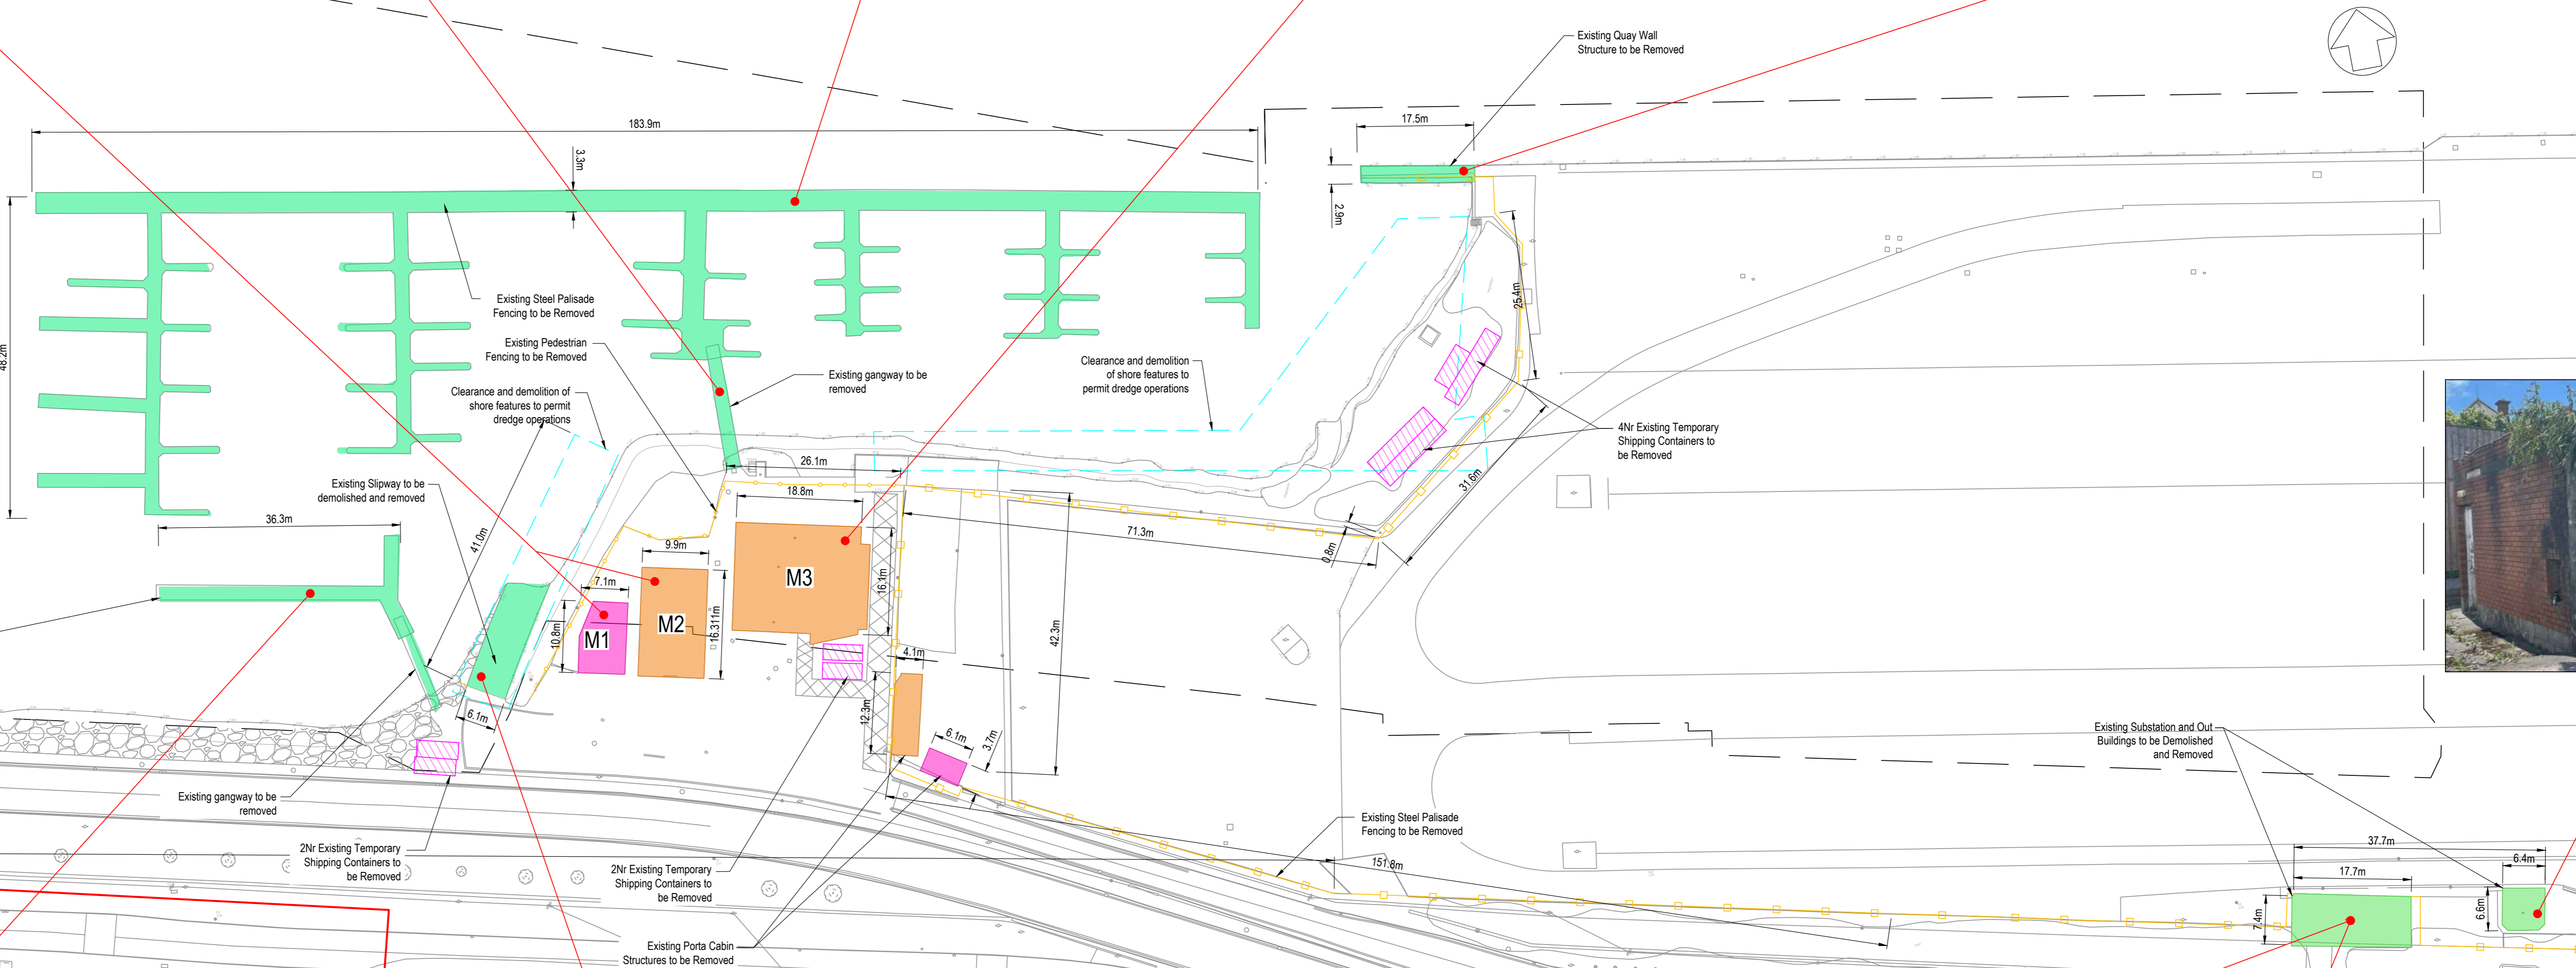 Existing Quay Wall
Structure to be Removed
183.9m
17.5m
3.3m
2.9m
48.2m
25.4m
Existing Steel Palisade
Fencing to be Removed
Existing Pedestrian
Fencing to be Removed
Existing gangway to be
removed
Clearance and demolition
of shore features to
permit dredge operations
Clearance and demolition of
shore features to permit
dredge operations
4Nr Existing Temporary
Shipping Containers to
be Removed
26.1m
18.8m
31.6m
Existing Slipway to be
demolished and removed
36.3m
41.0m
71.3m
0.8m
9.9m
7.1m
M3
16.1m
10.8m
M1
M2
16.311m
42.3m
4.1m
12.3m
6.1m
6.1m
3.7m
Existing Substation and Out
Buildings to be Demolished
and Removed
Existing gangway to be
removed
Existing Steel Palisade
Fencing to be Removed
2Nr Existing Temporary
Shipping Containers to
be Removed
2Nr Existing Temporary
Shipping Containers to
be Removed
151.8m
37.7m
6.4m
17.7m
7.4m
6.6m
Existing Porta Cabin
Structures to be Removed